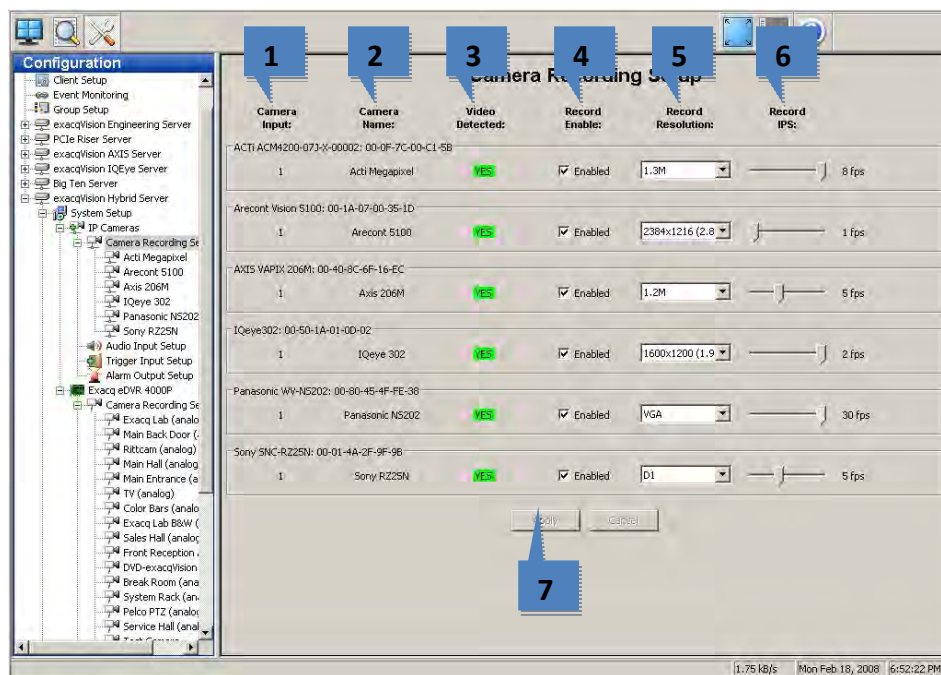 1
2
3
4
5
6
Configuration
Client Setup
Event Monitoring
Group Setup
exacqVision Engineering Server
PCIe Riser Server
exacqVision AXIS Server
exacqVision IQEye Server
Big Ten Server
exacqVision Hybrid Server
System Setup
IP Cameras
Camera Recording Se
Acti Megapixel
Arecont 5100
Axis 206M
IQeye 302
Panasonic NS202
Sony RZ25N
Audio Input Setup
Trigger Input Setup
Alarm Output Setup
Exacq eDVR 4000P
Camera Recording Se
Exacq Lab (analo
Main Back Door (
Rittcam (analog)
Main Hall (analog
Main Entrance (a
TV (analog)
Color Bars (analo
Exacq Lab B&W (
Sales Hall (analog
Front Reception
DVD-exacqVision
Break Room (ana
System Rack (an
Pelco PTZ (analog
Service Hall (anal
Camera Recording Setup
Camera Input:
Camera Name:
Video Detected:
Record Enable:
Record Resolution:
Record IPS:
ACTi ACM4200-07J-X-00002: 00-0F-7C-00-C1-5B
1 Acti Megapixel YES Enabled 1.3M 8 fps
Arecont Vision 5100: 00-1A-07-00-35-1D
1 Arecont 5100 YES Enabled 2384x1216 (2.8 1 fps
AXIS VAPIX 206M: 00-40-8C-6F-16-EC
1 Axis 206M YES Enabled 1.2M 5 fps
IQeye302: 00-50-1A-01-0D-02
1 IQeye 302 YES Enabled 1600x1200 (1.9 2 fps
Panasonic WV-NS202: 00-80-45-4F-FE-38
1 Panasonic NS202 YES Enabled VGA 30 fps
Sony SNC-RZ25N: 00-01-4A-2F-9F-9B
1 Sony RZ25N YES Enabled D1 5 fps
Apply Cancel
7
1.75 kB/s Mon Feb 18, 2008 6:52:22 PM